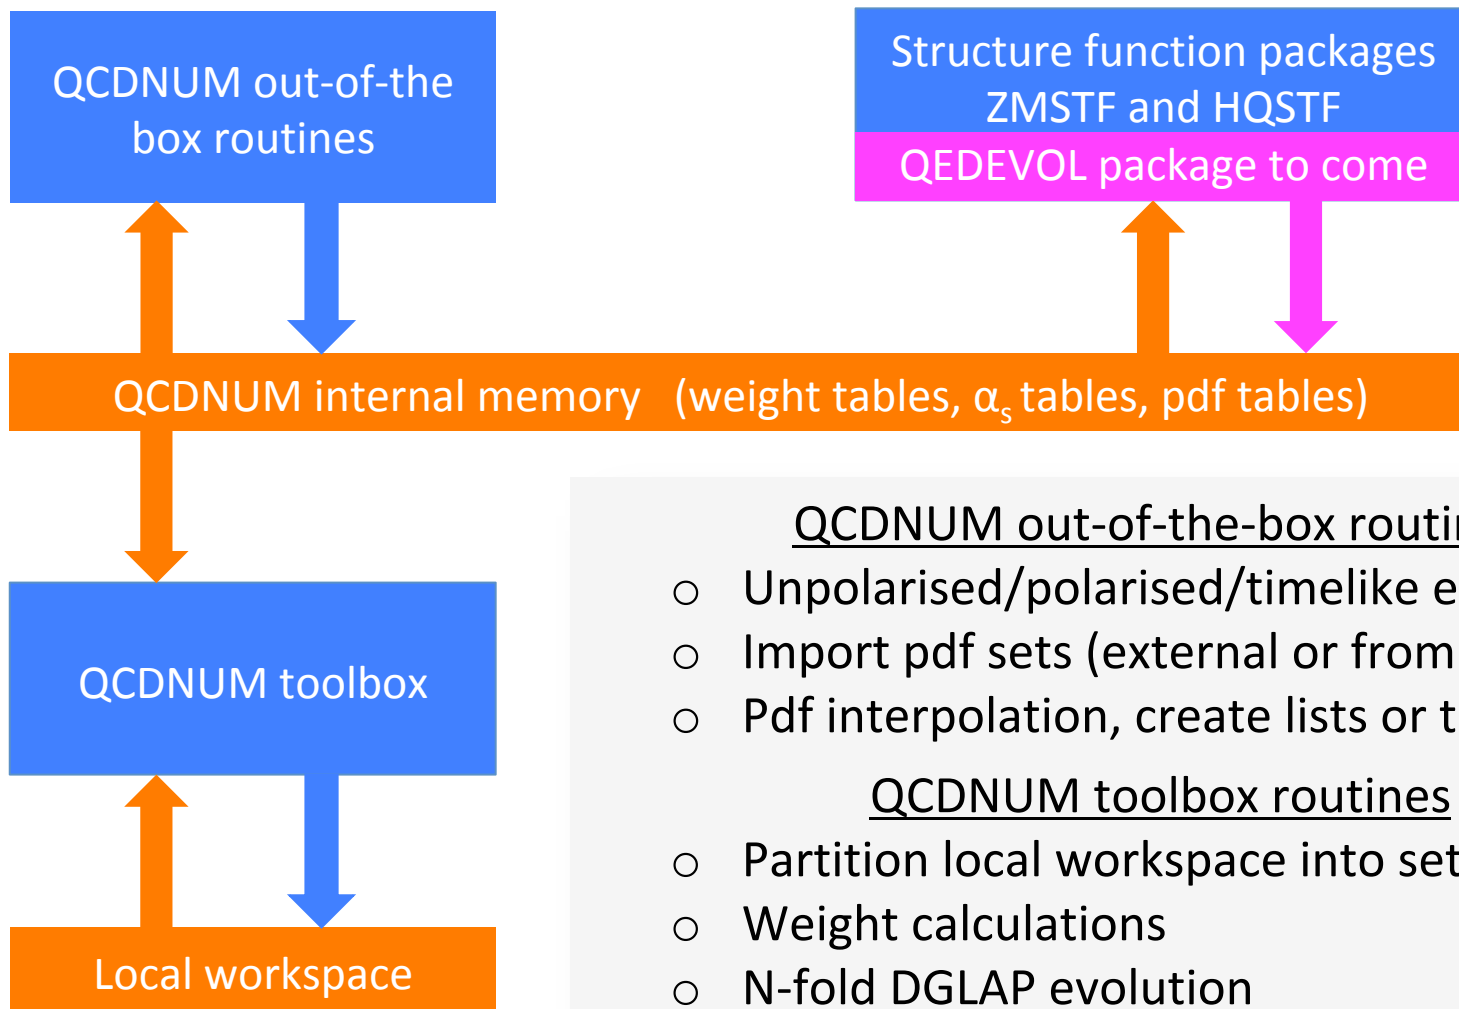 QCDNUM out-of-the
box routines
Structure function packages
ZMSTF and HQSTF
QEDEVOL package to come
QCDNUM internal memory (weight tables, αs tables, pdf tables)
QCDNUM toolbox
Local workspace
QCDNUM out-of-the-box
○ Unpolarised/polarised/timelike
○ Import pdf sets (external or from
○ Pdf interpolation, create lists or
QCDNUM toolbox routines
○ Partition local workspace into
○ Weight calculations
○ N-fold DGLAP evolution